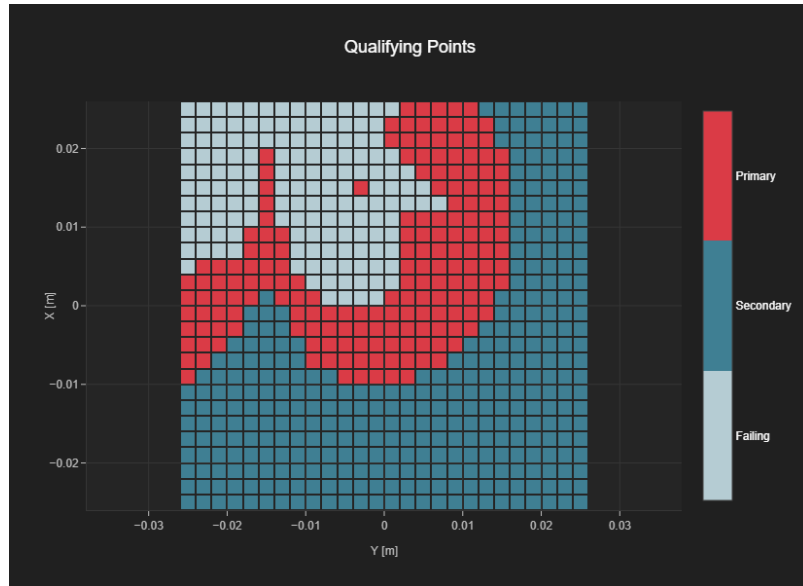 Qualifying Points
Primary
Secondary
Failing
0.02
0.01
0
−0.01
−0.02
X [m]
−0.03
−0.02
−0.01
0
0.01
0.02
0.03
Y [m]